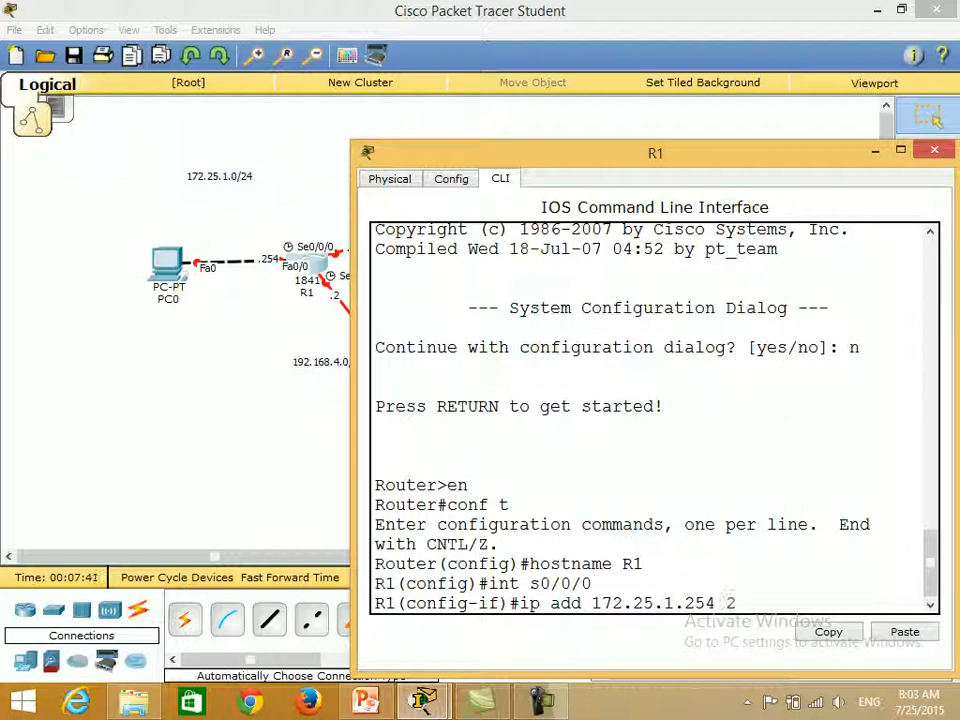 Cisco Packet Tracer Student
File Edit Options View Tools Extensions Help
Logical [Root] New Cluster Move Object Set Tiled Background Viewport
172.25.1.0/24
Se0/0/0
.254
Fa0
Fa0/0
Se
PC-PT
PC0
1841
R1
.2
192.168.4.0/
R1
Physical Config CLI
IOS Command Line Interface
Copyright (c) 1986-2007 by Cisco Systems, Inc.
Compiled Wed 18-Jul-07 04:52 by pt_team
--- System Configuration Dialog ---
Continue with configuration dialog? [yes/no]: n
Press RETURN to get started!
Router>en
Router#conf t
Enter configuration commands, one per line. End
with CNTL/Z.
Router(config)#hostname R1
R1(config)#int s0/0/0
R1(config-if)#ip add 172.25.1.254 2
Activate Windows
Go to PC settings to activate Windows.
Copy Paste
Time: 00:07:41 Power Cycle Devices Fast Forward Time
Connections
Automatically Choose Connection Type
ENG
8:03 AM
7/25/2015